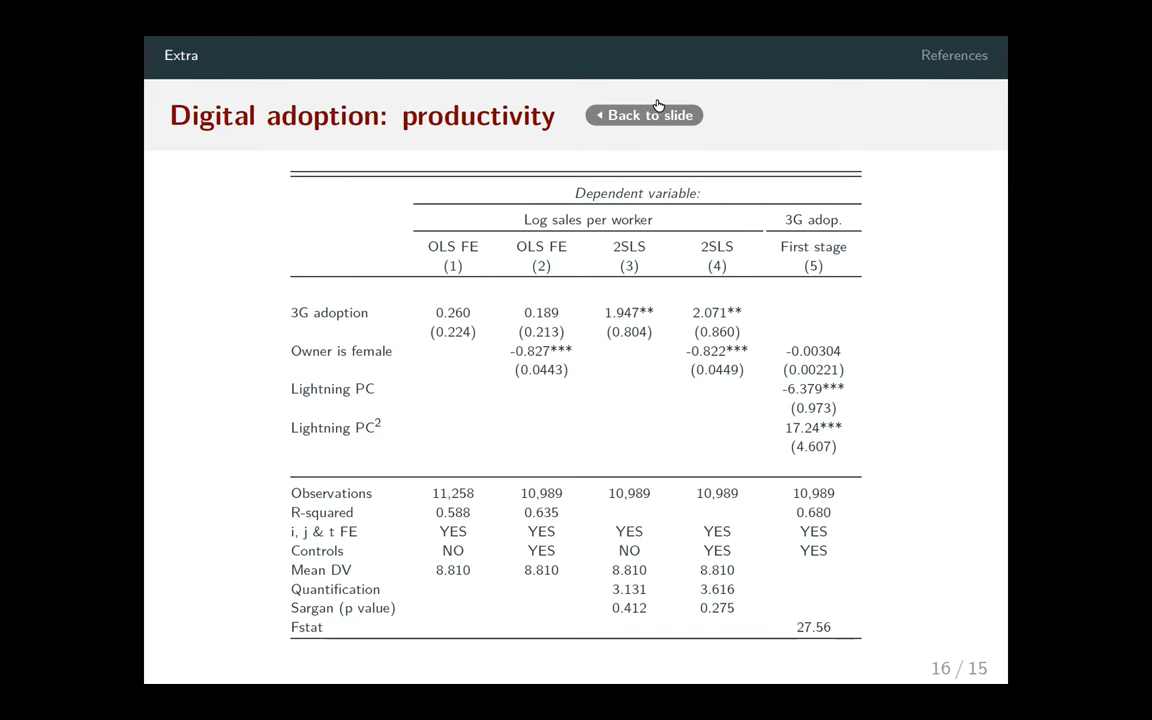 Extra References
Digital adoption: productivity Back to slide
Dependent variable:
Log sales per worker 3G adop.
OLS FE OLS FE 2SLS 2SLS First stage
(1) (2) (3) (4) (5)
3G adoption 0.260 0.189 1.947** 2.071**
(0.224) (0.213) (0.804) (0.860)
Owner is female -0.827*** -0.822*** -0.00304
(0.0443) (0.0449) (0.00221)
Lightning PC -6.379***
(0.973)
Lightning PC² 17.24***
(4.607)
Observations 11,258 10,989 10,989 10,989 10,989
R-squared 0.588 0.635 0.680
i, j & t FE YES YES YES YES YES
Controls NO YES NO YES YES
Mean DV 8.810 8.810 8.810 8.810
Quantification 3.131 3.616
Sargan (p value) 0.412 0.275
Fstat 27.56
16 / 15